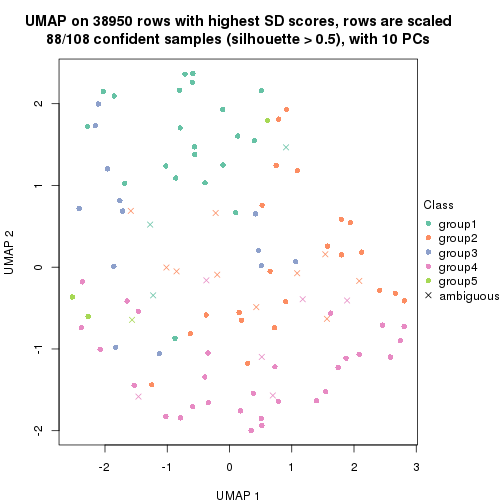 UMAP on 38950 rows with highest SD scores, rows are scaled
88/108 confident samples (silhouette > 0.5), with 10 PCs
UMAP 2
2
1
0
-1
-2
-2
-1
0
1
2
3
UMAP 1
Class
group1
group2
group3
group4
group5
ambiguous